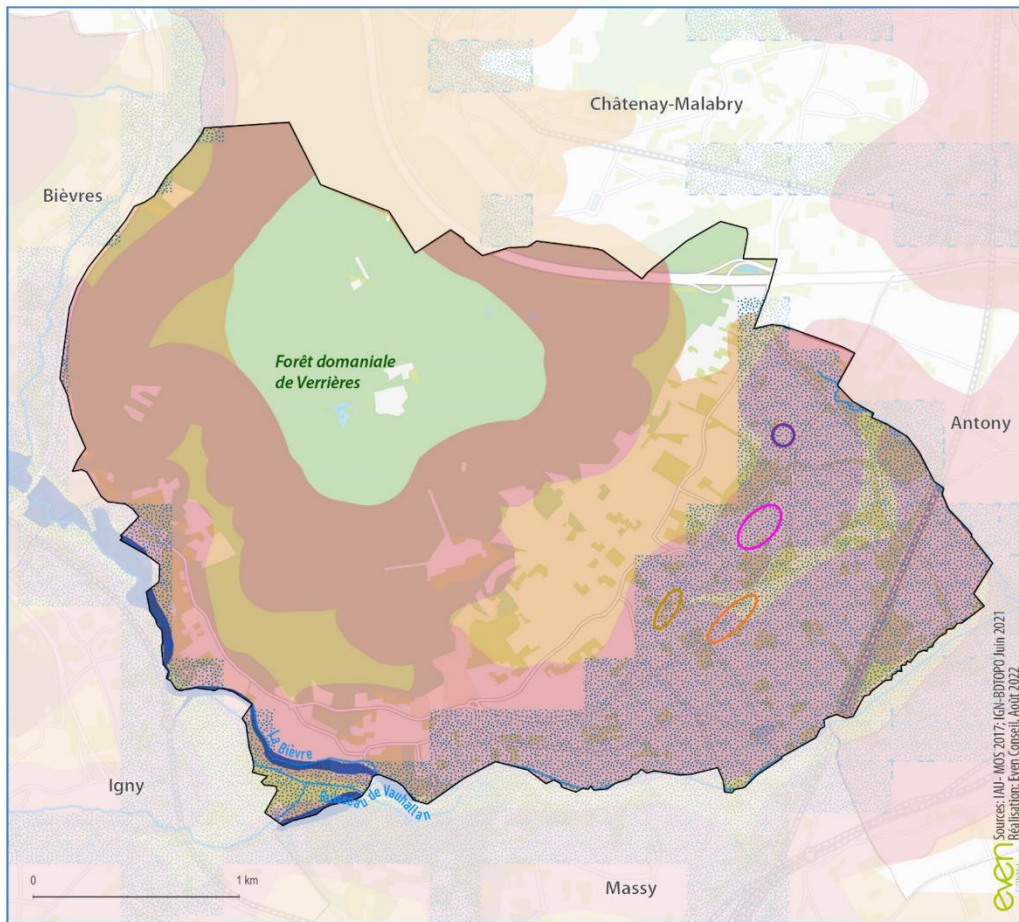 Châtenay-Malabry
Bièvres
Forêt domaniale
de Verrières
Antony
La Bièvre
de Vauhallan
Igny
Massy
0
1 km
Sources: IAU - MOS 2017; IGN-BDTOPO Juin 2021
Réalisation: Even Conseil, Août 2022
even